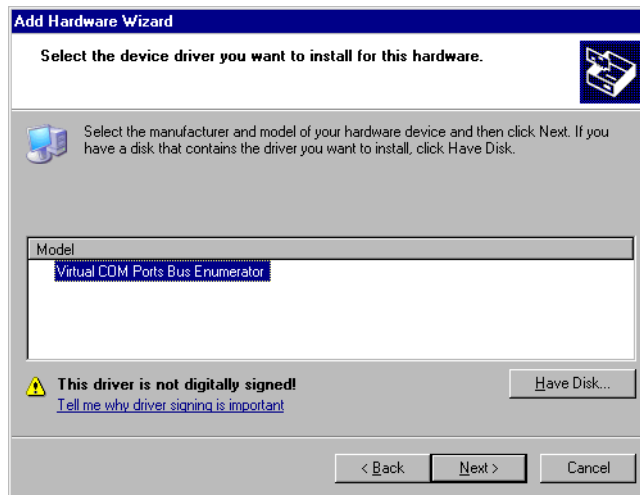 Add Hardware Wizard
Select the device driver you want to install for this hardware.
Select the manufacturer and model of your hardware device and then click Next. If you
have a disk that contains the driver you want to install, click Have Disk.
Model
Virtual COM Ports Bus Enumerator
This driver is not digitally signed!
Tell me why driver signing is important
Have Disk...
< Back
Next >
Cancel